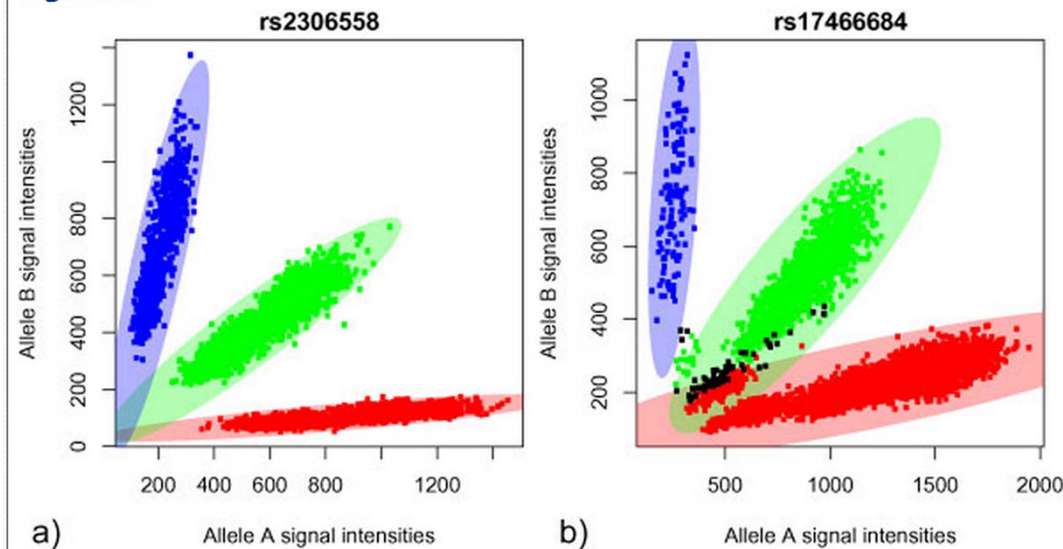 rs2306558
rs17466684
Allele B signal intensities
0 200 400 600 800 1200
200 400 600 800 1200
a)
Allele A signal intensities
Allele B signal intensities
200 400 600 800 1000
500 1000 1500 2000
b)
Allele A signal intensities